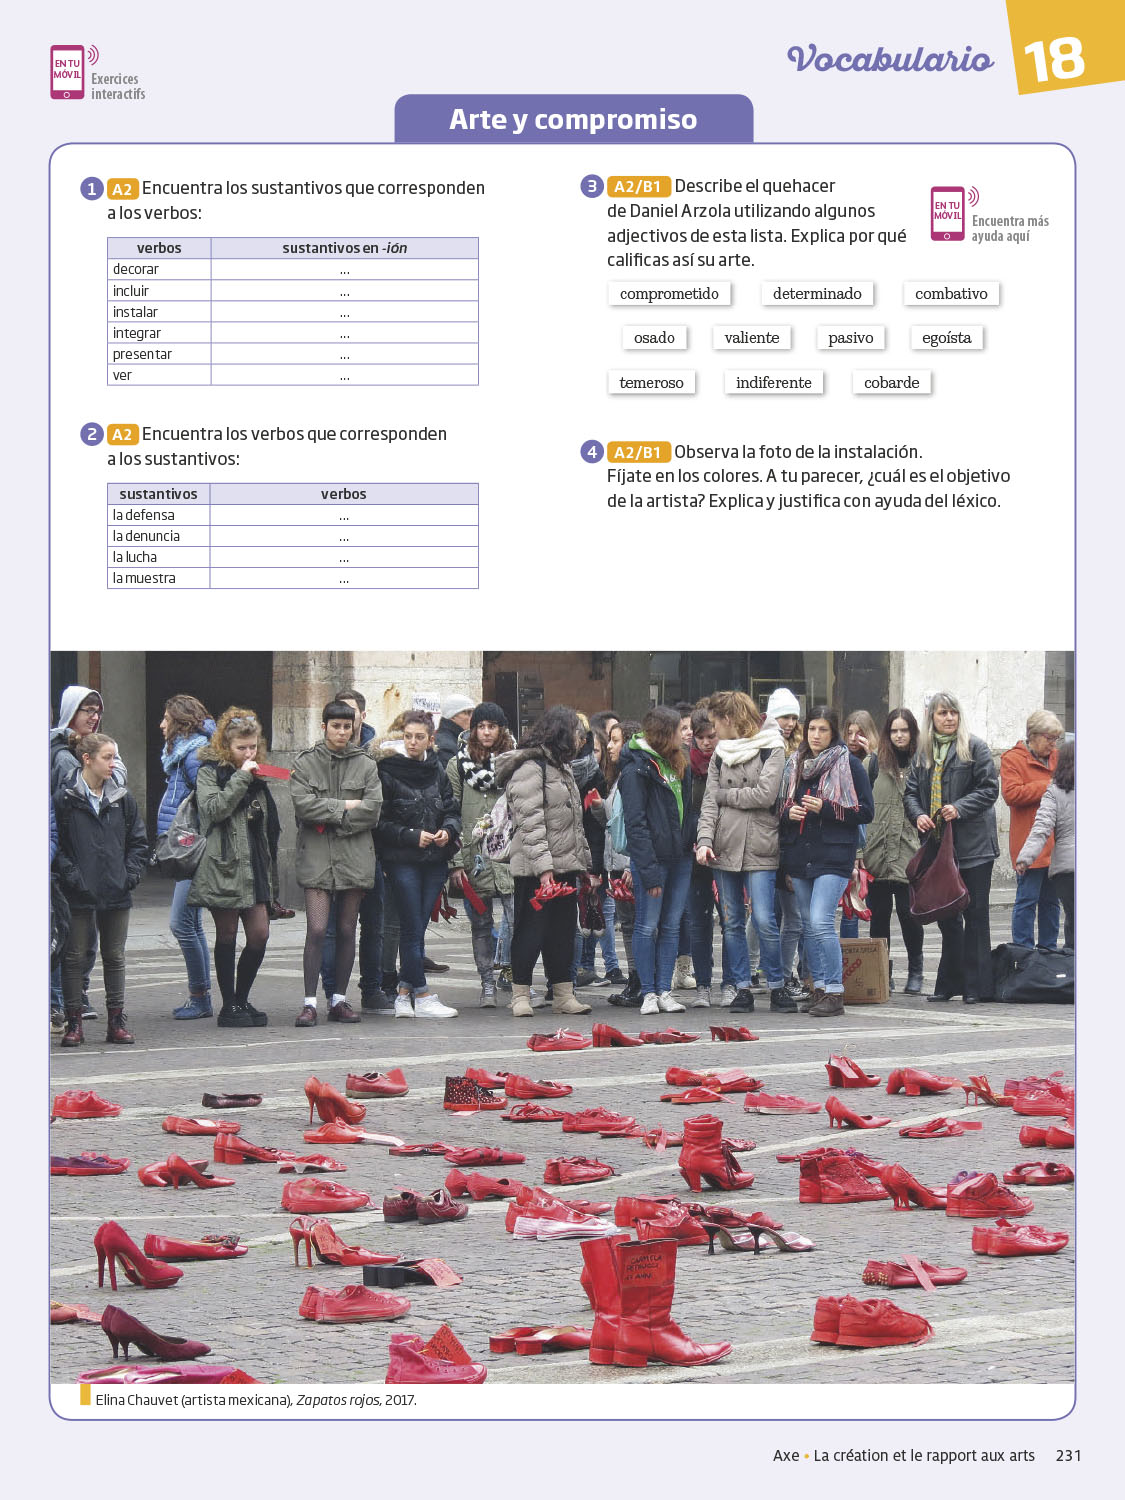 EN TU
MÓVIL
Exercices
interactifs
Vocabulario
18
Arte y compromiso
1 A2 Encuentra los sustantivos que corresponden
a los verbos:
verbos sustantivos en -ión
decorar ...
incluir ...
instalar ...
integrar ...
presentar ...
ver ...
2 A2 Encuentra los verbos que corresponden
a los sustantivos:
sustantivos verbos
la defensa ...
la denuncia ...
la lucha ...
la muestra ...
3 A2/B1 Describe el quehacer
de Daniel Arzola utilizando algunos
adjectivos de esta lista. Explica por qué
calificas así su arte.
EN TU
MÓVIL
Encuentra más
ayuda aquí
comprometido determinado combativo
osado valiente pasivo egoísta
temeroso indiferente cobarde
4 A2/B1 Observa la foto de la instalación.
Fíjate en los colores. A tu parecer, ¿cuál es el objetivo
de la artista? Explica y justifica con ayuda del léxico.
Elina Chauvet (artista mexicana), Zapatos rojos, 2017.
Axe • La création et le rapport aux arts 231